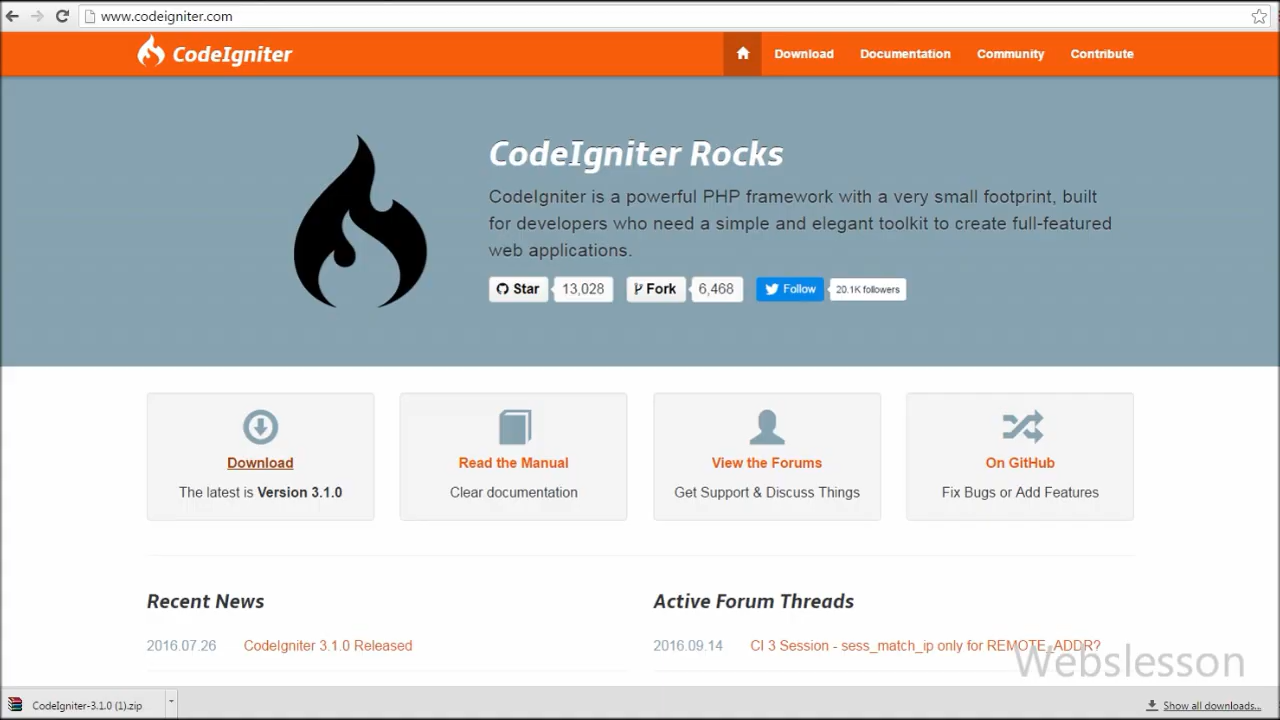 www.codeigniter.com
CodeIgniter
Download
Documentation
Community
Contribute
CodeIgniter Rocks
CodeIgniter is a powerful PHP framework with a very small footprint, built
for developers who need a simple and elegant toolkit to create full-featured
web applications.
Star 13,028 Fork 6,468 Follow 20.1K followers
Download
The latest is Version 3.1.0
Read the Manual
Clear documentation
View the Forums
Get Support & Discuss Things
On GitHub
Fix Bugs or Add Features
Recent News
2016.07.26 CodeIgniter 3.1.0 Released
Active Forum Threads
2016.09.14 CI 3 Session - sess_match_ip only for REMOTE_ADDR?
Webslesson
CodeIgniter-3.1.0 (1).zip
Show all downloads...